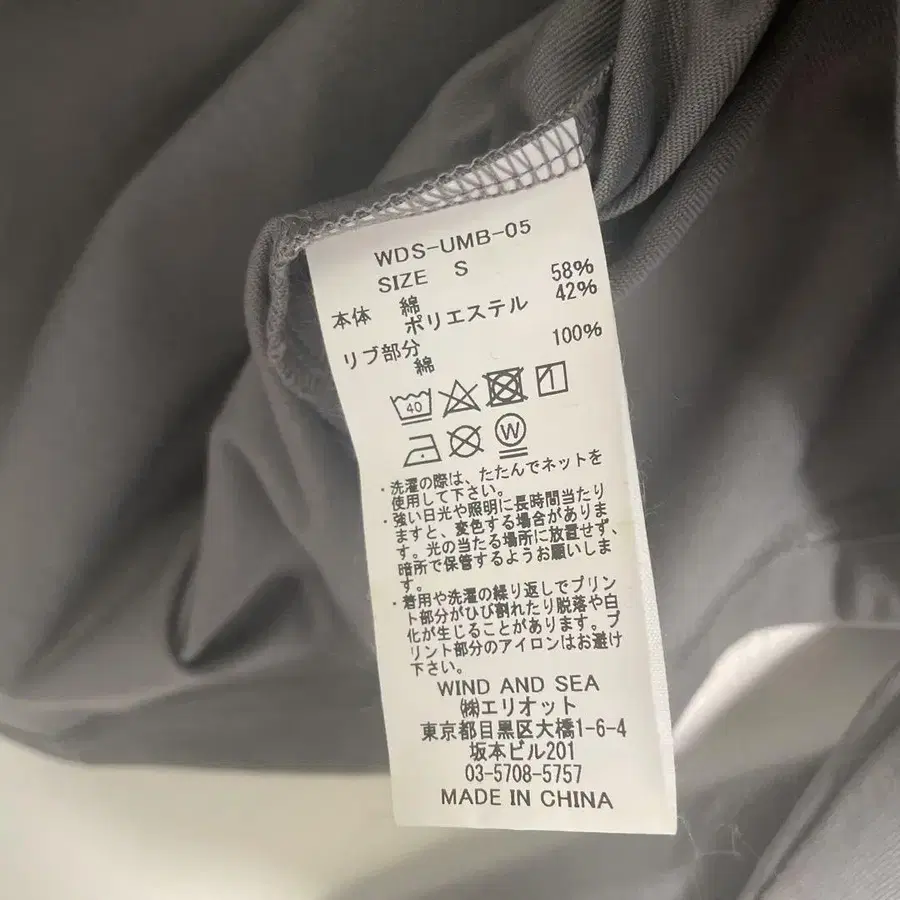 WDS-UMB-05
SIZE S
本体 綿 58%
ポリエステル 42%
リブ部分
綿 100%
40
W
・洗濯の際は、たたんでネットを
使用して下さい。
・強い日光や照明に長時間当たり
ますと、変色する場合がありま
す。光の当たる場所に放置せず、
暗所で保管するようお願いしま
す。
・着用や洗濯の繰り返しでプリン
ト部分がひび割れたり脱落や白
化が生じることがあります。プ
リント部分のアイロンはお避け
下さい。
WIND AND SEA
㈱エリオット
東京都目黒区大橋1-6-4
坂本ビル201
03-5708-5757
MADE IN CHINA